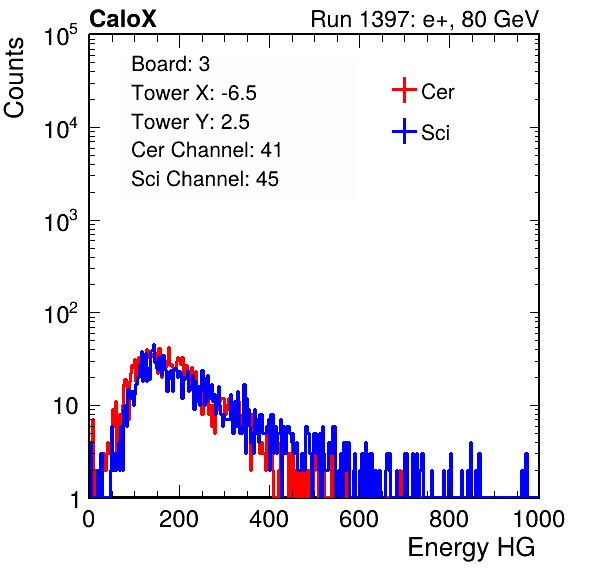 CaloX Run 1397: e+, 80 GeV
Counts
Board: 3
Tower X: -6.5
Tower Y: 2.5
Cer Channel: 41
Sci Channel: 45
Cer
Sci
10^5
10^4
10^3
10^2
10
1
0 200 400 600 800 1000
Energy HG